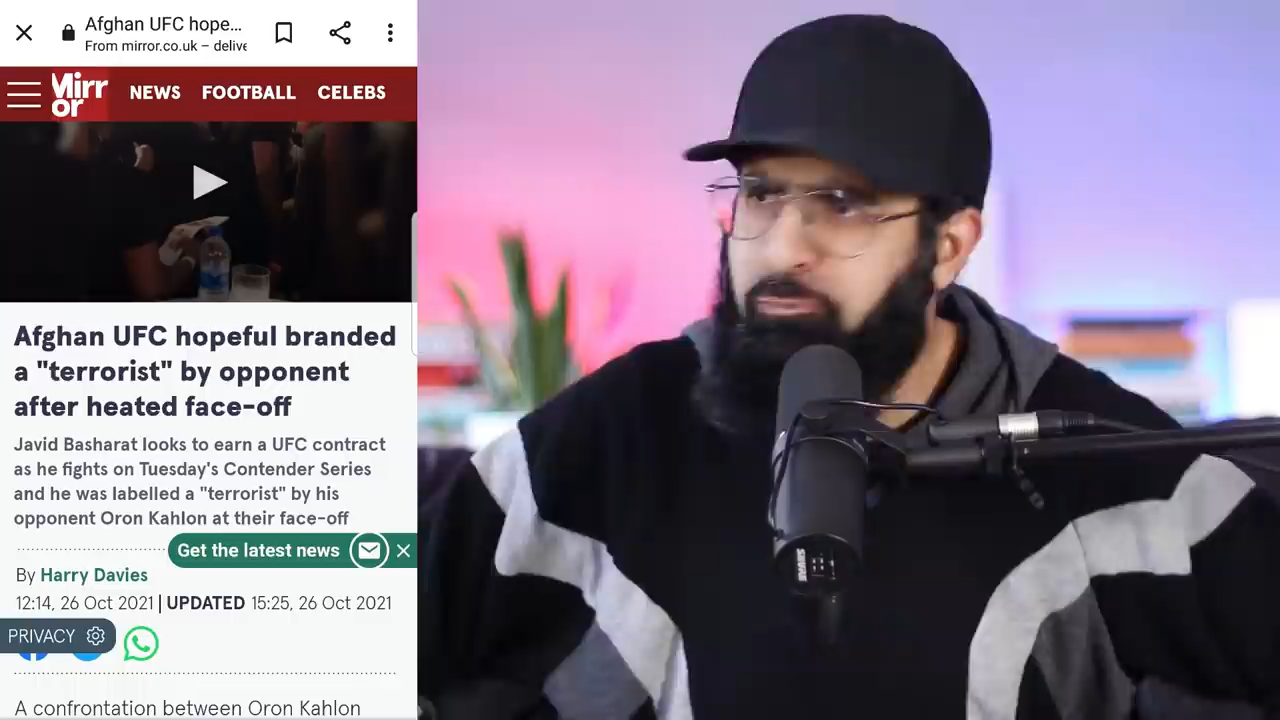 Afghan UFC hope...
From mirror.co.uk – delive
Mirror
NEWS FOOTBALL CELEBS
Afghan UFC hopeful branded
a "terrorist" by opponent
after heated face-off
Javid Basharat looks to earn a UFC contract
as he fights on Tuesday's Contender Series
and he was labelled a "terrorist" by his
opponent Oron Kahlon at their face-off
Get the latest news
By Harry Davies
12:14, 26 Oct 2021 | UPDATED 15:25, 26 Oct 2021
PRIVACY
A confrontation between Oron Kahlon
SHURE